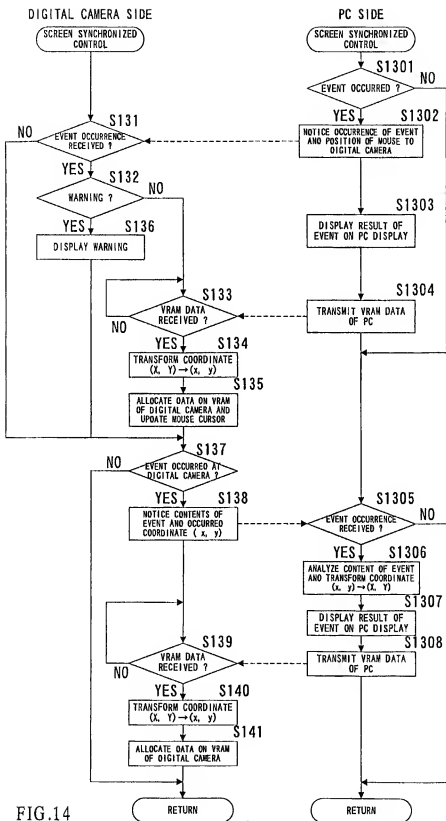 DIGITAL CAMERA SIDE
SCREEN SYNCHRONIZED
CONTROL
S131
NO
EVENT OCCURRENCE
RECEIVED ?
YES
S132
WARNING ?
NO
YES
S136
DISPLAY WARNING
S133
VRAM DATA
RECEIVED ?
NO
YES
S134
TRANSFORM COORDINATE
(X, Y)→(x, y)
S135
ALLOCATE DATA ON VRAM
OF DIGITAL CAMERA AND
UPDATE MOUSE CURSOR
S137
NO
EVENT OCCURRED AT
DIGITAL CAMERA ?
YES
S138
NOTICE CONTENTS OF
EVENT AND OCCURRED
COORDINATE ( x, y)
S139
VRAM DATA
RECEIVED ?
NO
YES
S140
TRANSFORM COORDINATE
(X, Y)→(x, y)
S141
ALLOCATE DATA ON VRAM
OF DIGITAL CAMERA
RETURN
PC SIDE
SCREEN SYNCHRONIZED
CONTROL
S1301
EVENT OCCURRED ?
NO
YES
S1302
NOTICE OCCURRENCE OF EVENT
AND POSITION OF MOUSE TO
DIGITAL CAMERA
S1303
DISPLAY RESULT OF
EVENT ON PC DISPLAY
S1304
TRANSMIT VRAM DATA
OF PC
S1305
EVENT OCCURRENCE
RECEIVED ?
NO
YES
S1306
ANALYZE CONTENT OF EVENT
AND TRANSFORM COORDINATE
(x, y)→(X, Y)
S1307
DISPLAY RESULT OF
EVENT ON PC DISPLAY
S1308
TRANSMIT VRAM DATA
OF PC
RETURN
FIG.14